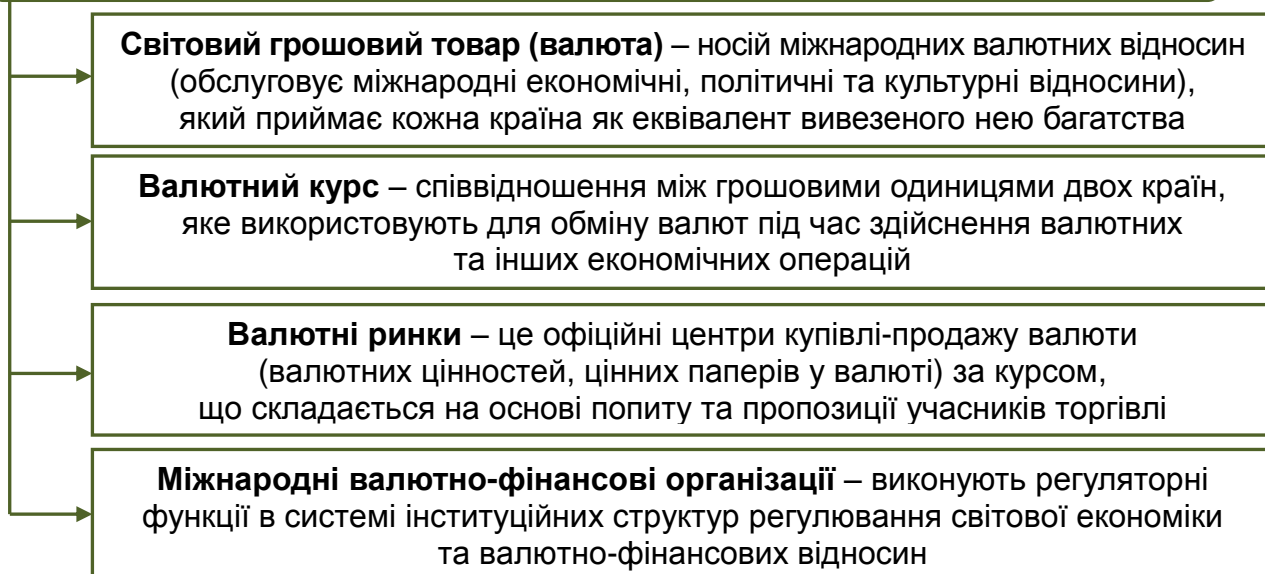 Світовий грошовий товар (валюта) – носій міжнародних валютних відносин
(обслуговує міжнародні економічні, політичні та культурні відносини),
який приймає кожна країна як еквівалент вивезеного нею багатства
Валютний курс – співвідношення між грошовими одиницями двох країн,
яке використовують для обміну валют під час здійснення валютних
та інших економічних операцій
Валютні ринки – це офіційні центри купівлі-продажу валюти
(валютних цінностей, цінних паперів у валюті) за курсом,
що складається на основі попиту та пропозиції учасників торгівлі
Міжнародні валютно-фінансові організації – виконують регуляторні
функції в системі інституційних структур регулювання світової економіки
та валютно-фінансових відносин